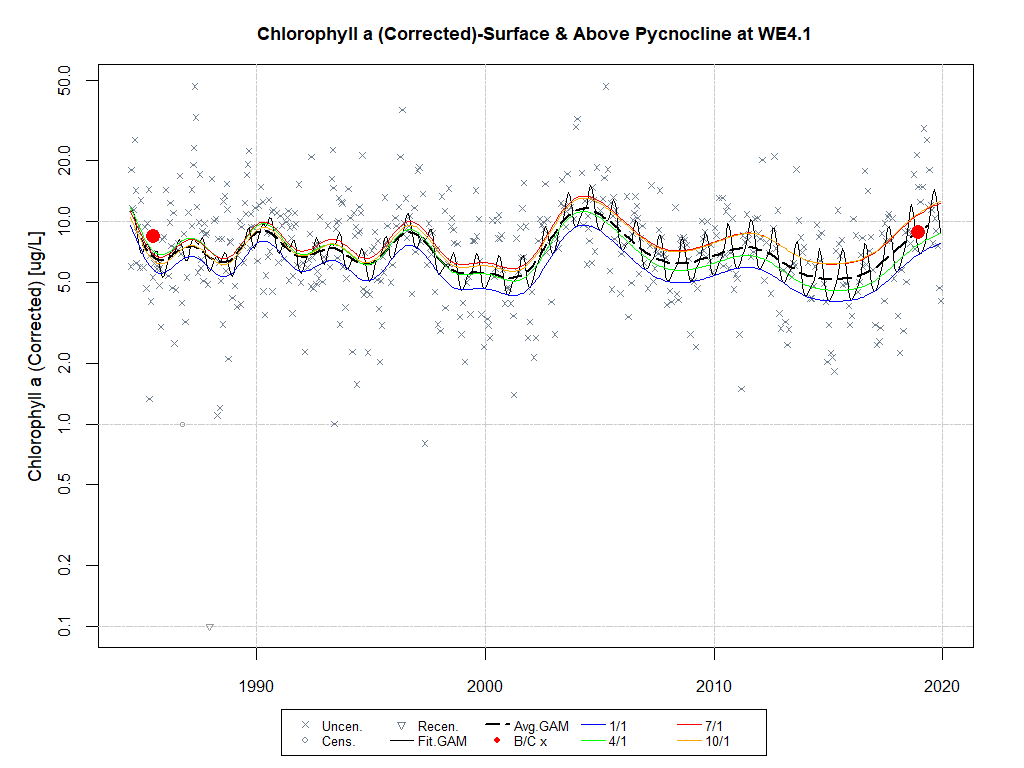 Chlorophyll a (Corrected)-Surface & Above Pycnocline at WE4.1
Chlorophyll a (Corrected) [ug/L]
50.0
20.0
10.0
5.0
2.0
1.0
0.5
0.2
0.1
1990 2000 2010 2020
Uncen. Recen. Avg.GAM 1/1 7/1
Cens. Fit.GAM B/C x 4/1 10/1